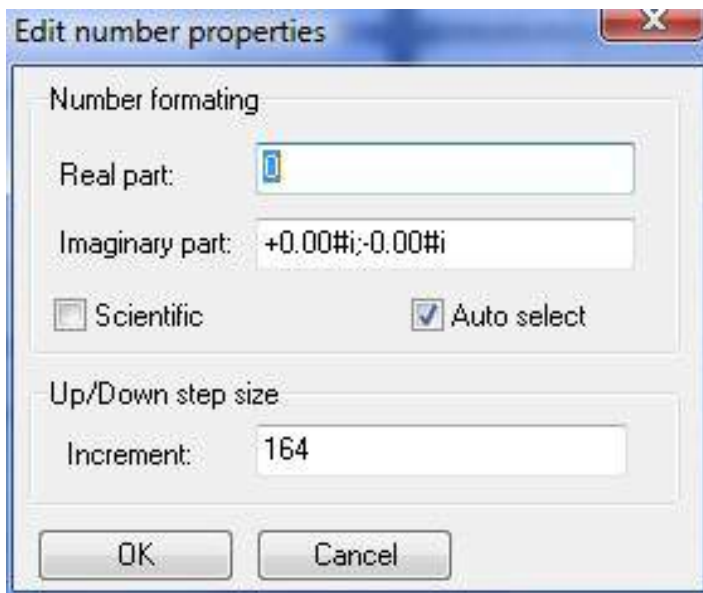 Edit number properties
Number formating
Real part: 0
Imaginary part: +0.00#i;-0.00#i
Scientific Auto select
Up/Down step size
Increment: 164
OK Cancel